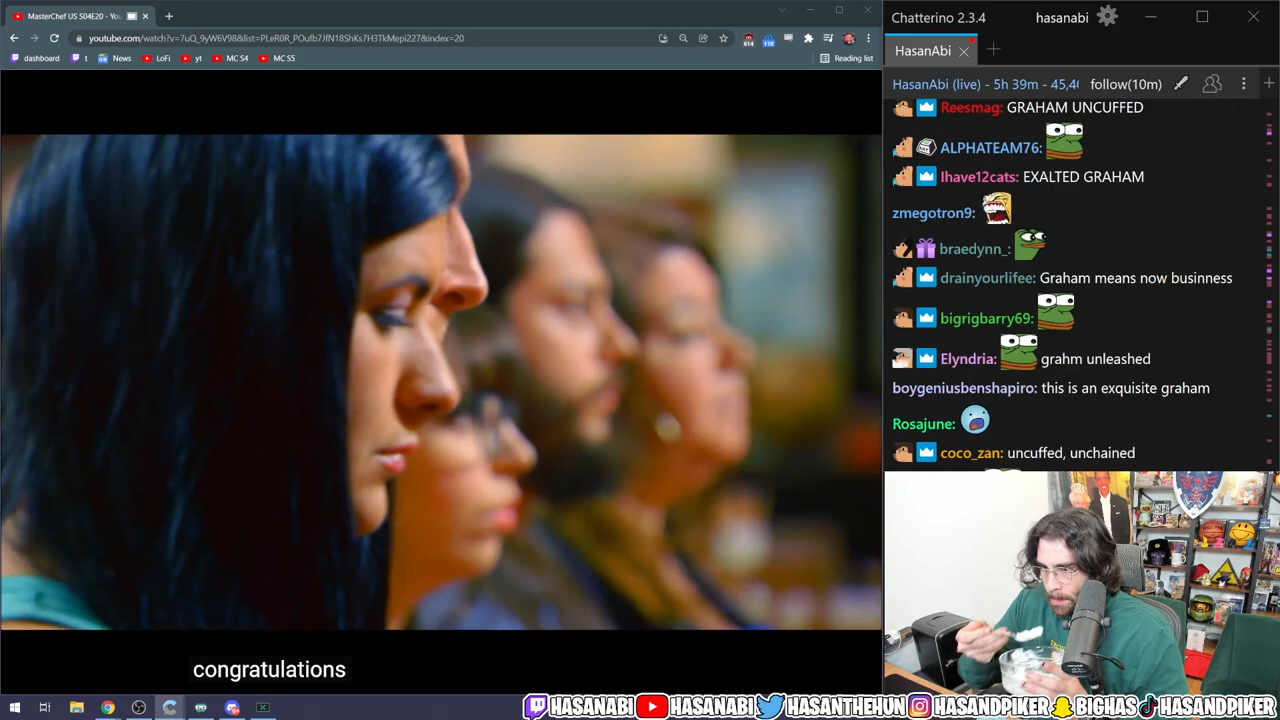 MasterChef US S04E20 - You
Chatterino 2.3.4
hasanabi
youtube.com/watch?v=7uQ_9yW6V98&list=PLeR0R_POufb7JfN18ShKs7H3TkMepi227&index=20
614
110
dashboard
t
News
LoFi
yt
MC S4
MC S5
Reading list
HasanAbi
HasanAbi (live) - 5h 39m - 45,4
follow(10m)
Reesmag: GRAHAM UNCUFFED
ALPHATEAM76:
Ihave12cats: EXALTED GRAHAM
zmegotron9:
braedynn_:
drainyourlifee: Graham means now businness
bigrigbarry69:
Elyndria: grahm unleashed
boygeniusbenshapiro: this is an exquisite graham
Rosajune:
coco_zan: uncuffed, unchained
congratulations
HASANABI
HASANABI
HASANTHEHUN
HASANDPIKER
BIGHAS
HASANDPIKER